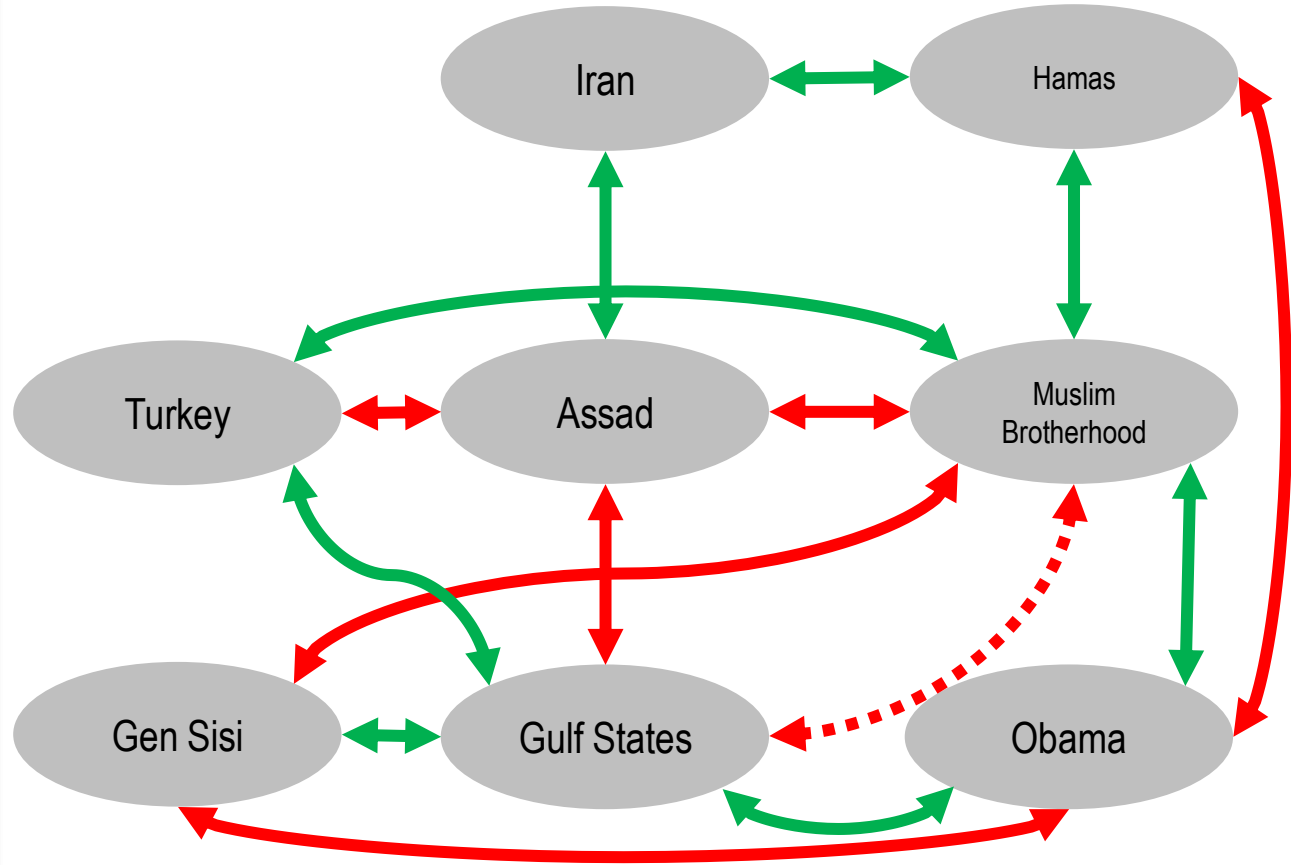 Iran
Hamas
Turkey
Assad
Muslim
Brotherhood
Gen Sisi
Gulf States
Obama